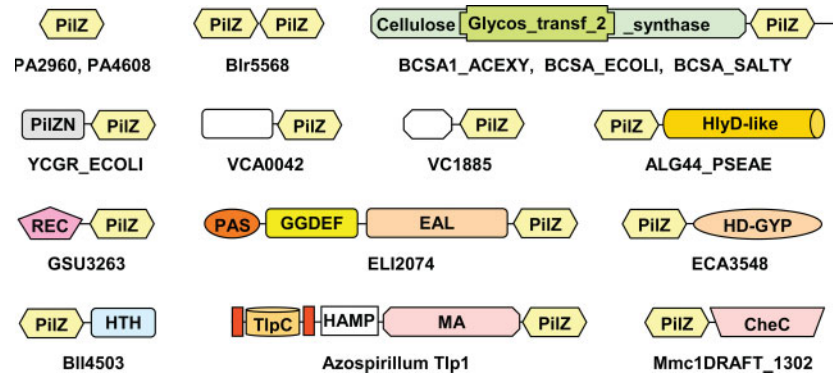 PilZ PilZ PilZ Cellulose Glycos_transf_2 _synthase PilZ
PA2960, PA4608 Blr5568 BCSA1_ACEXY, BCSA_ECOLI, BCSA_SALTY
PilZN PilZ PilZ PilZ PilZ HlyD-like
YCGR_ECOLI VCA0042 VC1885 ALG44_PSEAE
REC PilZ PAS GGDEF EAL PilZ PilZ HD-GYP
GSU3263 ELI2074 ECA3548
PilZ HTH TlpC HAMP MA PilZ PilZ CheC
Bll4503 Azospirillum Tlp1 Mmc1DRAFT_1302